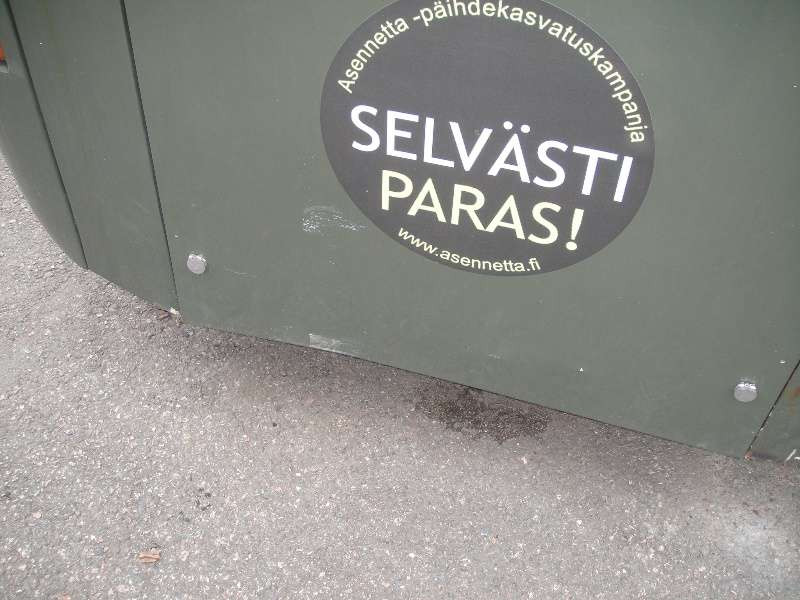 Asennetta -päihdekasvatuskampanja
SELVÄSTI
PARAS!
www.asennetta.fi